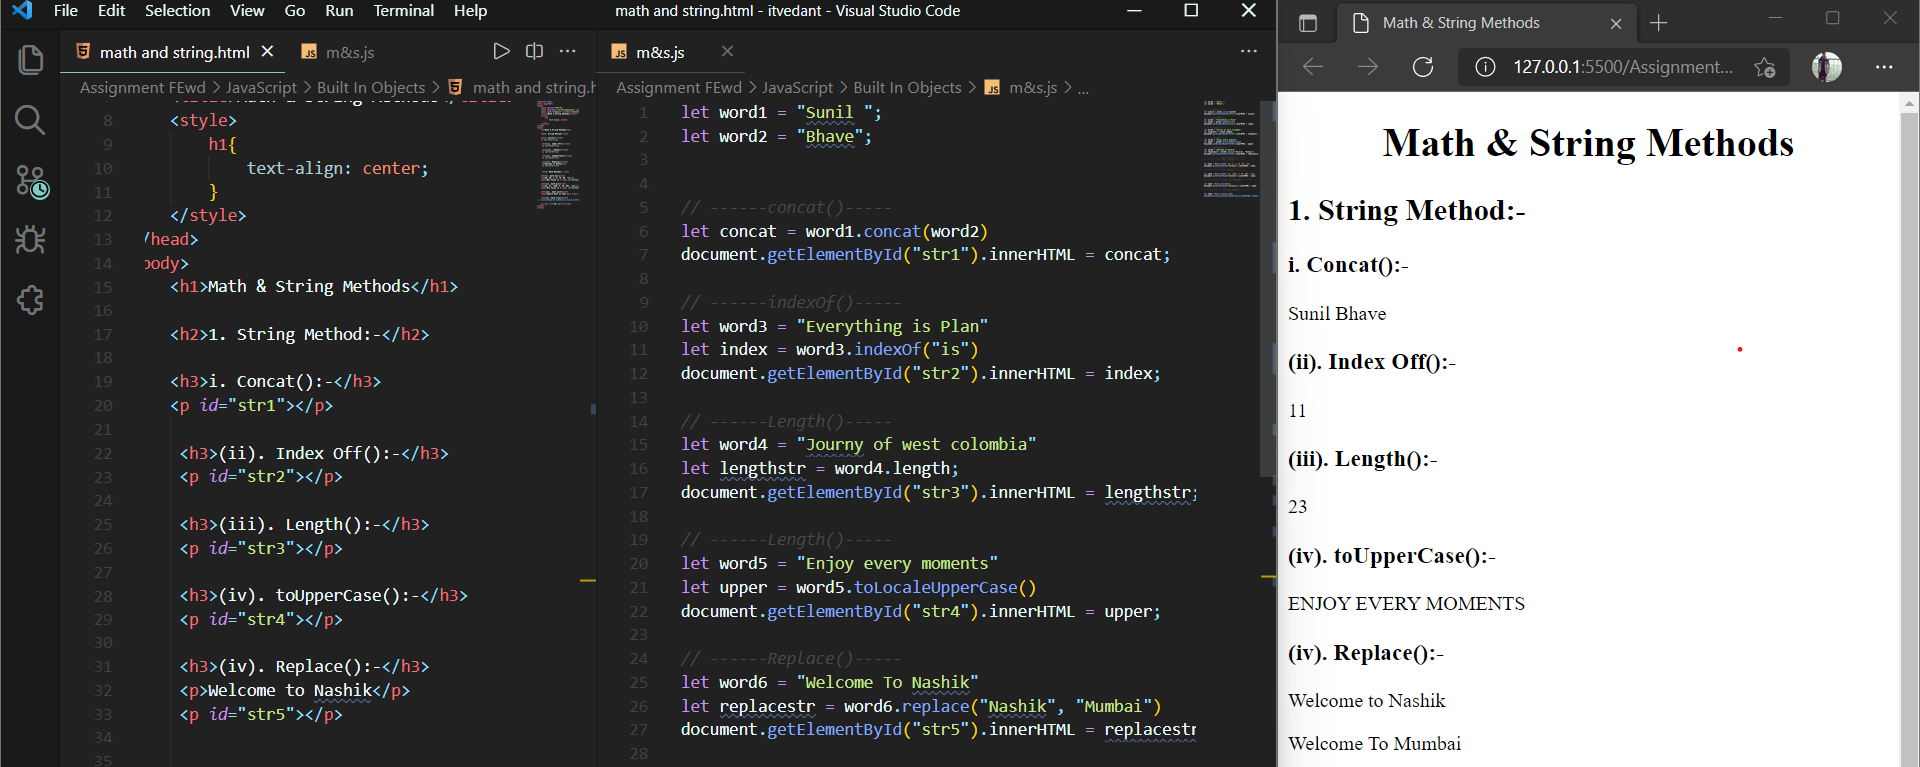 File Edit Selection View Go Run Terminal Help
math and string.html - itvedant - Visual Studio Code
math and string.html
m&s.js
Assignment FEwd > JavaScript > Built In Objects > math and string.h
8 <style>
9 h1{
10 text-align: center;
11 }
12 </style>
13 /head>
14 body>
15 <h1>Math & String Methods</h1>
16
17 <h2>1. String Method:-</h2>
18
19 <h3>i. Concat():-</h3>
20 <p id="str1"></p>
21
22 <h3>(ii). Index Off():-</h3>
23 <p id="str2"></p>
24
25 <h3>(iii). Length():-</h3>
26 <p id="str3"></p>
27
28 <h3>(iv). toUpperCase():-</h3>
29 <p id="str4"></p>
30
31 <h3>(iv). Replace():-</h3>
32 <p>Welcome to Nashik</p>
33 <p id="str5"></p>
34
35
JS m&s.js
Assignment FEwd > JavaScript > Built In Objects > JS m&s.js > ...
1 let word1 = "Sunil ";
2 let word2 = "Bhave";
3
4
5 // ------concat()-----
6 let concat = word1.concat(word2)
7 document.getElementById("str1").innerHTML = concat;
8
9 // ------indexOf()-----
10 let word3 = "Everything is Plan"
11 let index = word3.indexOf("is")
12 document.getElementById("str2").innerHTML = index;
13
14 // ------Length()-----
15 let word4 = "Journy of west colombia"
16 let lengthstr = word4.length;
17 document.getElementById("str3").innerHTML = lengthstr;
18
19 // ------Length()-----
20 let word5 = "Enjoy every moments"
21 let upper = word5.toLocaleUpperCase()
22 document.getElementById("str4").innerHTML = upper;
23
24 // ------Replace()-----
25 let word6 = "Welcome To Nashik"
26 let replacestr = word6.replace("Nashik", "Mumbai")
27 document.getElementById("str5").innerHTML = replacestr
28
Math & String Methods
127.0.0.1:5500/Assignment...
Math & String Methods
1. String Method:-
i. Concat():-
Sunil Bhave
(ii). Index Off():-
11
(iii). Length():-
23
(iv). toUpperCase():-
ENJOY EVERY MOMENTS
(iv). Replace():-
Welcome to Nashik
Welcome To Mumbai